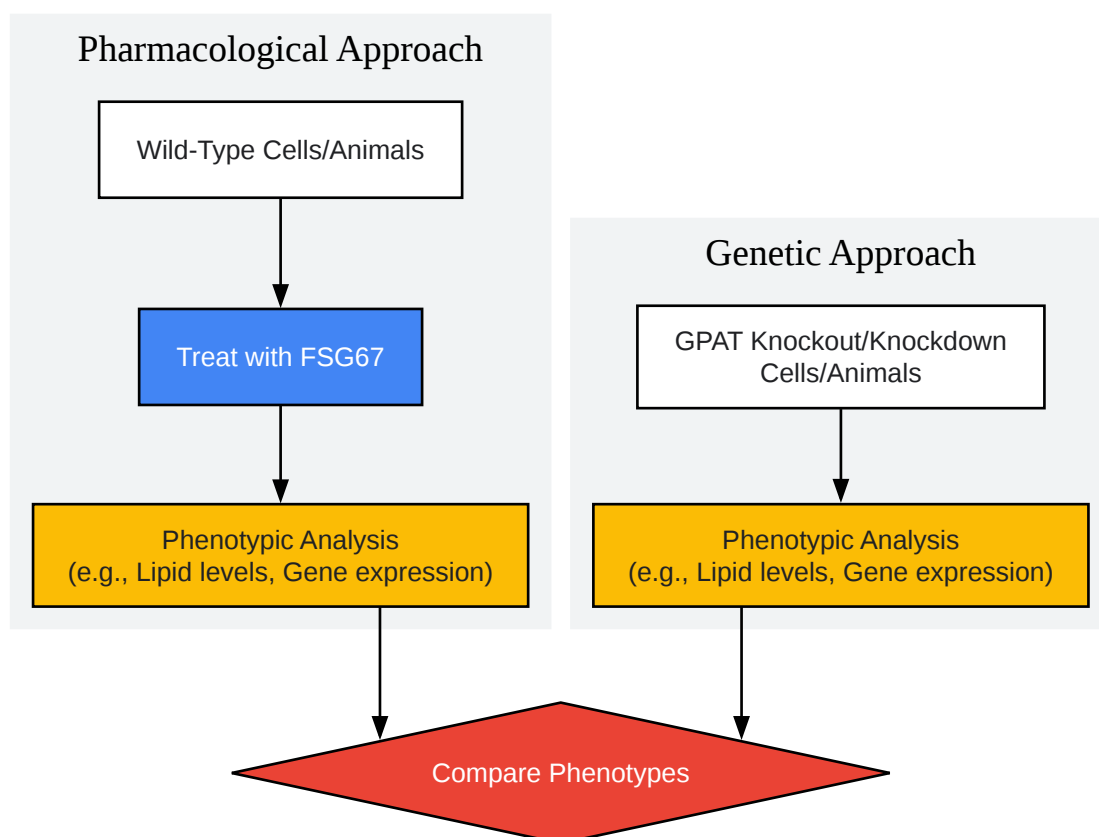 Pharmacological Approach
Wild-Type Cells/Animals
Treat with FSG67
Phenotypic Analysis
(e.g., Lipid levels, Gene expression)
Genetic Approach
GPAT Knockout/Knockdown
Cells/Animals
Phenotypic Analysis
(e.g., Lipid levels, Gene expression)
Compare Phenotypes